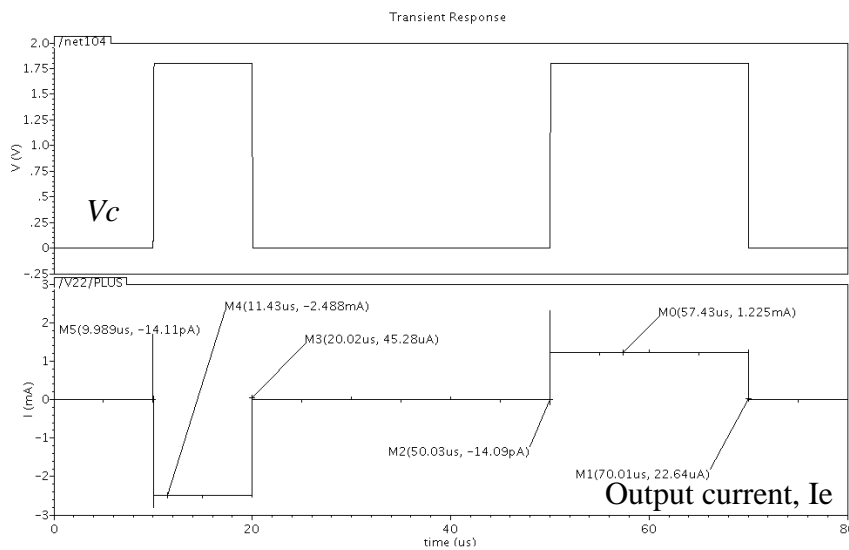 Transient Response
/net104
2.0
1.75
1.5
1.25
1.0
.75
.5
.25
0
-.25
V (V)
Vc
/V22/PLUS
3
2
1
0
-1
-2
-3
I (mA)
M4(11.43us, -2.488mA)
M5(9.989us, -14.11pA)
M3(20.02us, 45.28uA)
M0(57.43us, 1.225mA)
M2(50.03us, -14.09pA)
M1(70.01us, 22.64uA)
Output current, Ie
0
20
40
60
80
time (us)